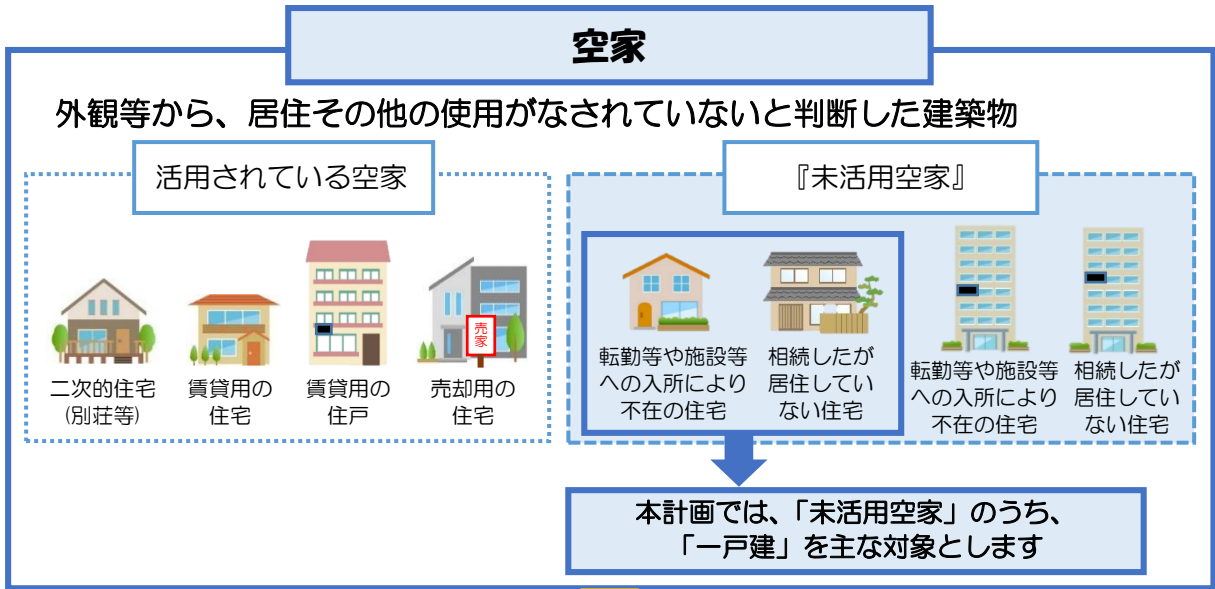 空家
外観等から、居住その他の使用がなされていないと判断した建築物
活用されている空家
売家
二次的住宅
(別荘等)
賃貸用の
住宅
賃貸用の
住戸
売却用の
住宅
『未活用空家』
転勤等や施設等
への入所により
不在の住宅
相続したが
居住してい
ない住宅
転勤等や施設等
への入所により
不在の住宅
相続したが
居住してい
ない住宅
本計画では、「未活用空家」のうち、
「一戸建」を主な対象とします